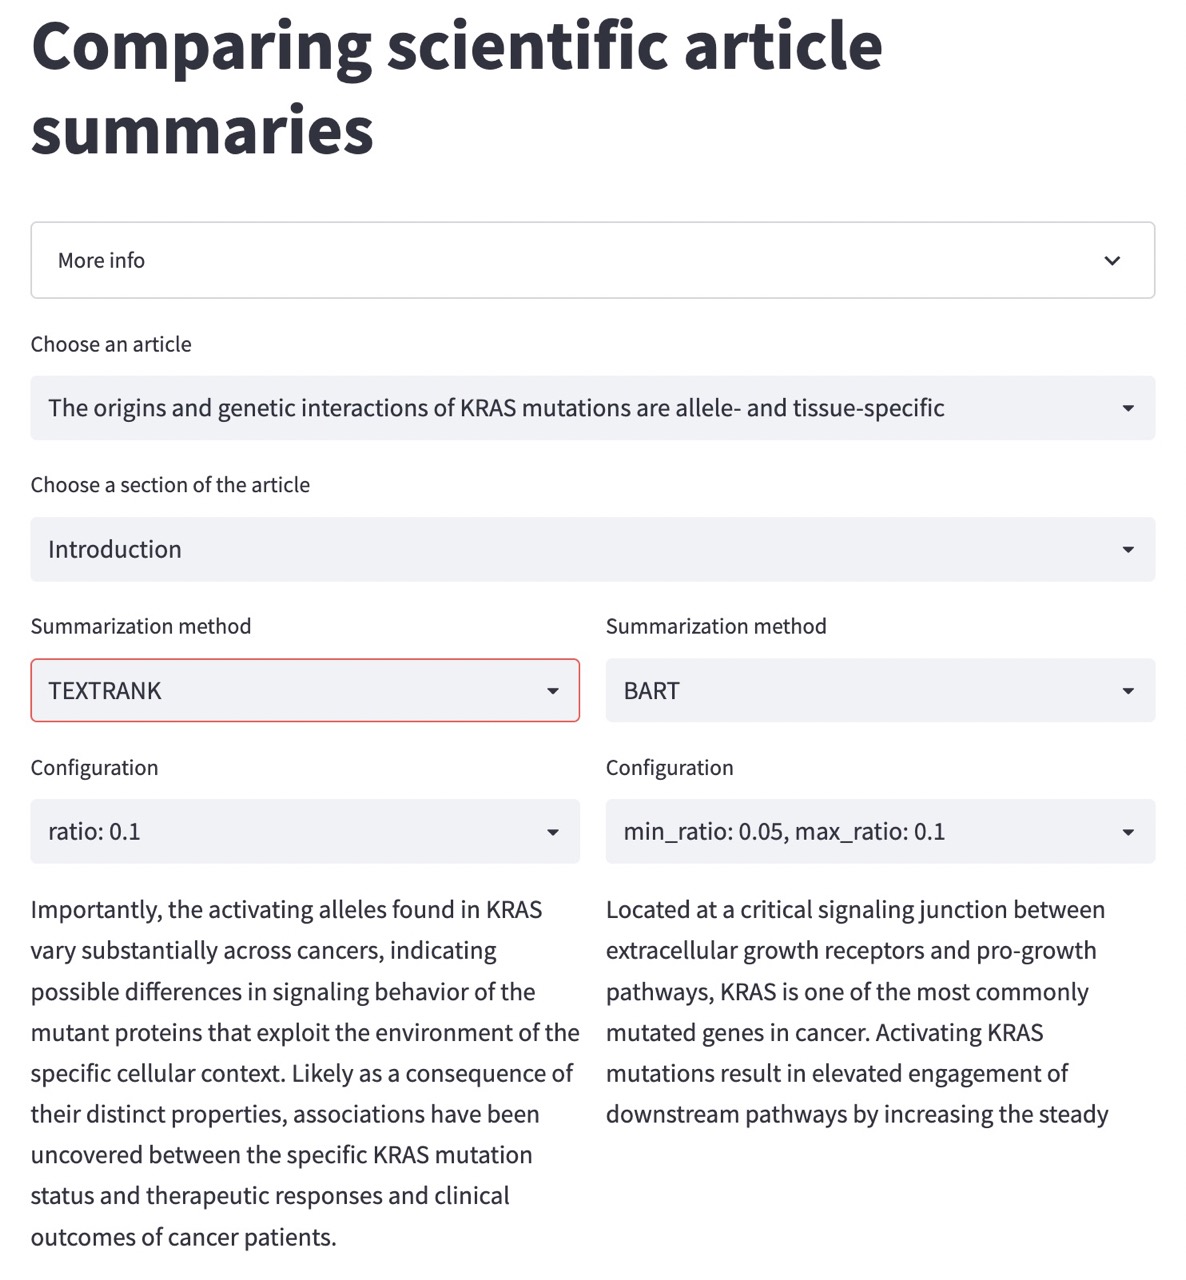 Comparing scientific article
summaries
More info
Choose an article
The origins and genetic interactions of KRAS mutations are allele- and tissue-specific
Choose a section of the article
Introduction
Summarization method
TEXTRANK
Configuration
ratio: 0.1
Importantly, the activating alleles found in KRAS
vary substantially across cancers, indicating
possible differences in signaling behavior of the
mutant proteins that exploit the environment of the
specific cellular context. Likely as a consequence of
their distinct properties, associations have been
uncovered between the specific KRAS mutation
status and therapeutic responses and clinical
outcomes of cancer patients.
Summarization method
BART
Configuration
min_ratio: 0.05, max_ratio: 0.1
Located at a critical signaling junction between
extracellular growth receptors and pro-growth
pathways, KRAS is one of the most commonly
mutated genes in cancer. Activating KRAS
mutations result in elevated engagement of
downstream pathways by increasing the steady